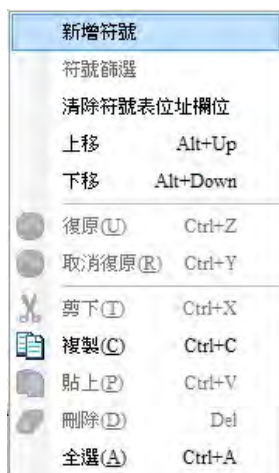 新增符號
符號篩選
清除符號表位址欄位
上移 Alt+Up
下移 Alt+Down
復原(U) Ctrl+Z
取消復原(R) Ctrl+Y
剪下(T) Ctrl+X
複製(C) Ctrl+C
貼上(P) Ctrl+V
刪除(D) Del
全選(A) Ctrl+A